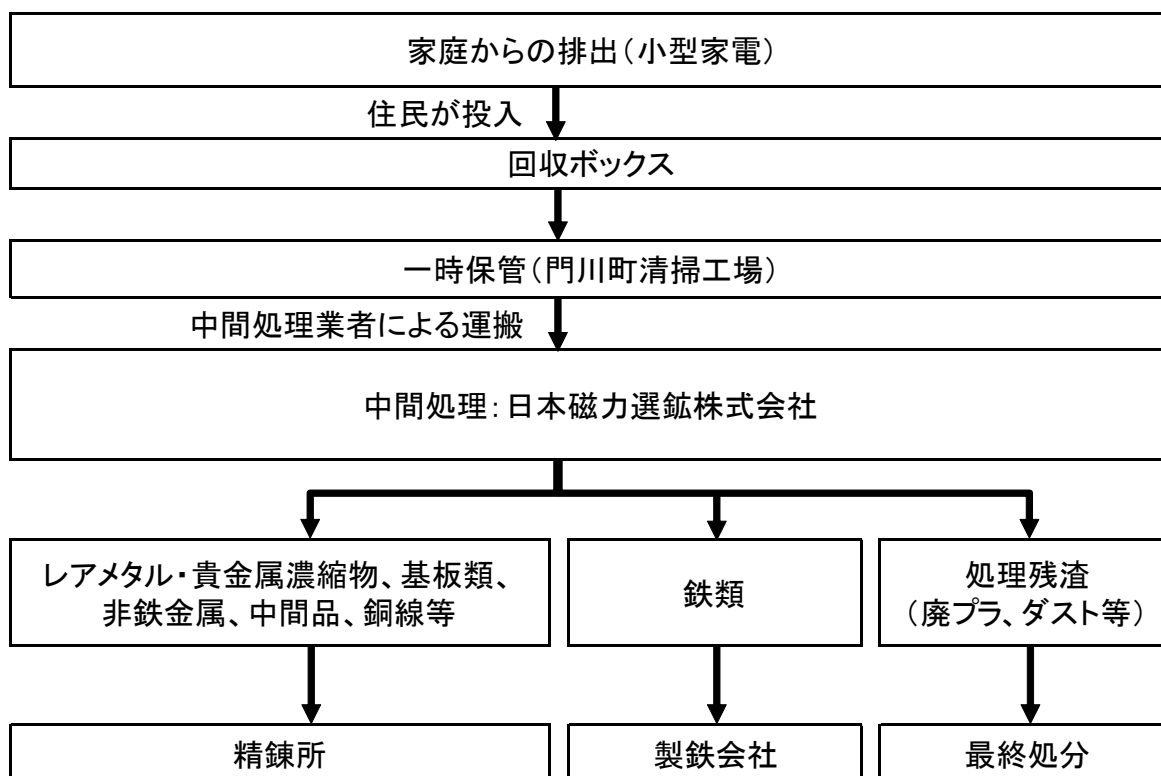 家庭からの排出（小型家電）
住民が投入
回収ボックス
一時保管（門川町清掃工場）
中間処理業者による運搬
中間処理：日本磁力選鉱株式会社
レアメタル・貴金属濃縮物、基板類、
非鉄金属、中間品、銅線等
鉄類
処理残渣
（廃プラ、ダスト等）
精錬所
製鉄会社
最終処分